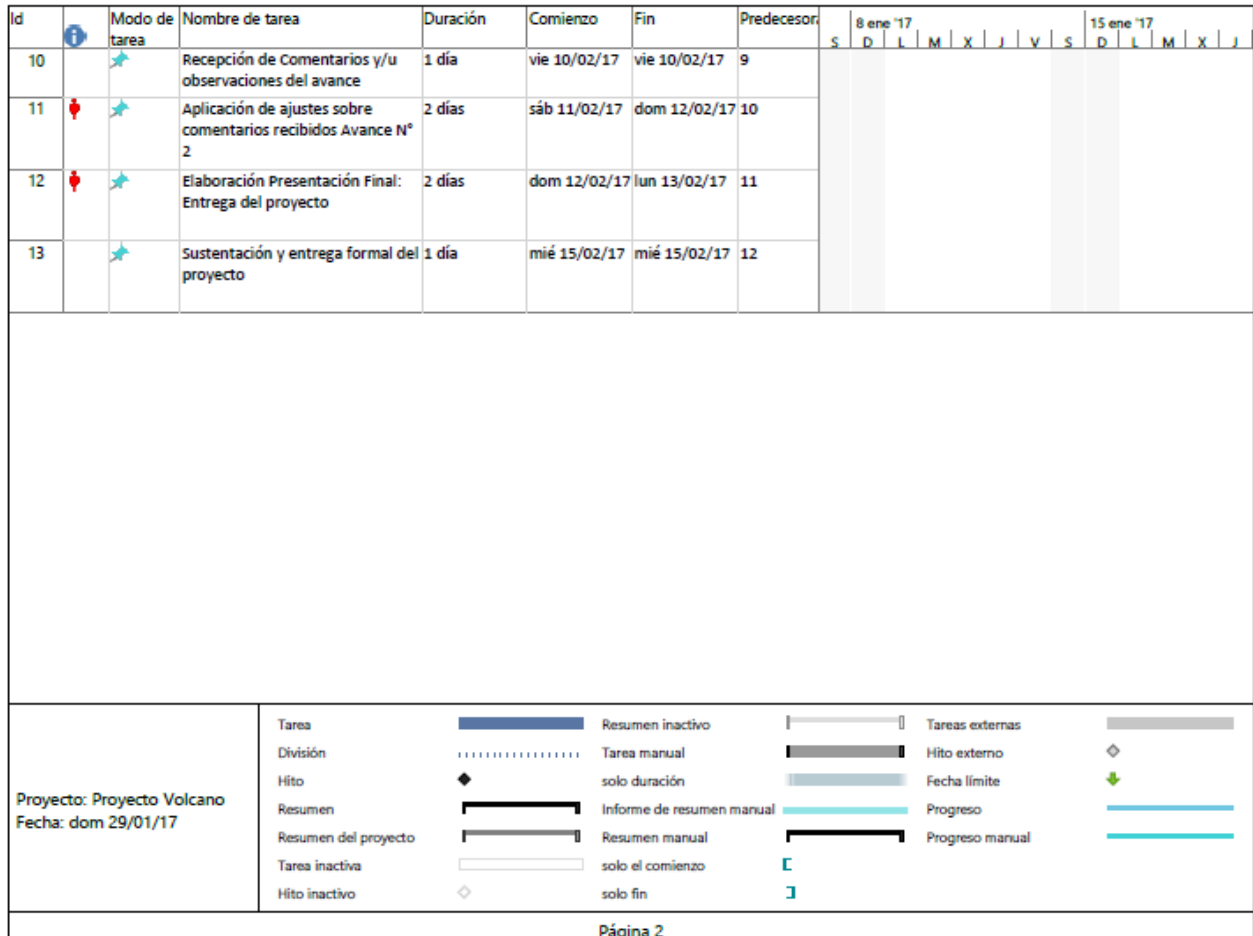 Id
Modo de tarea
Nombre de tarea
Duración
Comienzo
Fin
Predecesora
8 ene '17
15 ene '17
S D L M X J V S D L M X J
10
Recepción de Comentarios y/u
observaciones del avance
1 día
vie 10/02/17
vie 10/02/17
9
11
Aplicación de ajustes sobre
comentarios recibidos Avance N°
2
2 días
sáb 11/02/17
dom 12/02/17
10
12
Elaboración Presentación Final:
Entrega del proyecto
2 días
dom 12/02/17
lun 13/02/17
11
13
Sustentación y entrega formal del
proyecto
1 día
mié 15/02/17
mié 15/02/17
12
Proyecto: Proyecto Volcano
Fecha: dom 29/01/17
Tarea
División
Hito
Resumen
Resumen del proyecto
Tarea inactiva
Hito inactivo
Resumen inactivo
Tarea manual
solo duración
Informe de resumen manual
Resumen manual
solo el comienzo
solo fin
Tareas externas
Hito externo
Fecha límite
Progreso
Progreso manual
Página 2